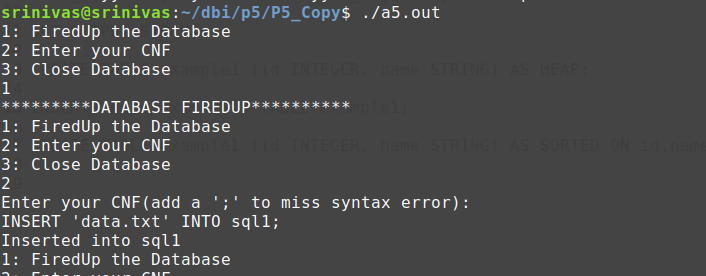 srinivas@srinivas:~/dbi/p5/P5_Copy$ ./a5.out
1: FiredUp the Database
2: Enter your CNF
3: Close Database
1
*********DATABASE FIREDUP**********
1: FiredUp the Database
2: Enter your CNF
3: Close Database
2
Enter your CNF(add a ';' to miss syntax error):
INSERT 'data.txt' INTO sql1;
Inserted into sql1
1: FiredUp the Database
2: Enter your CNF